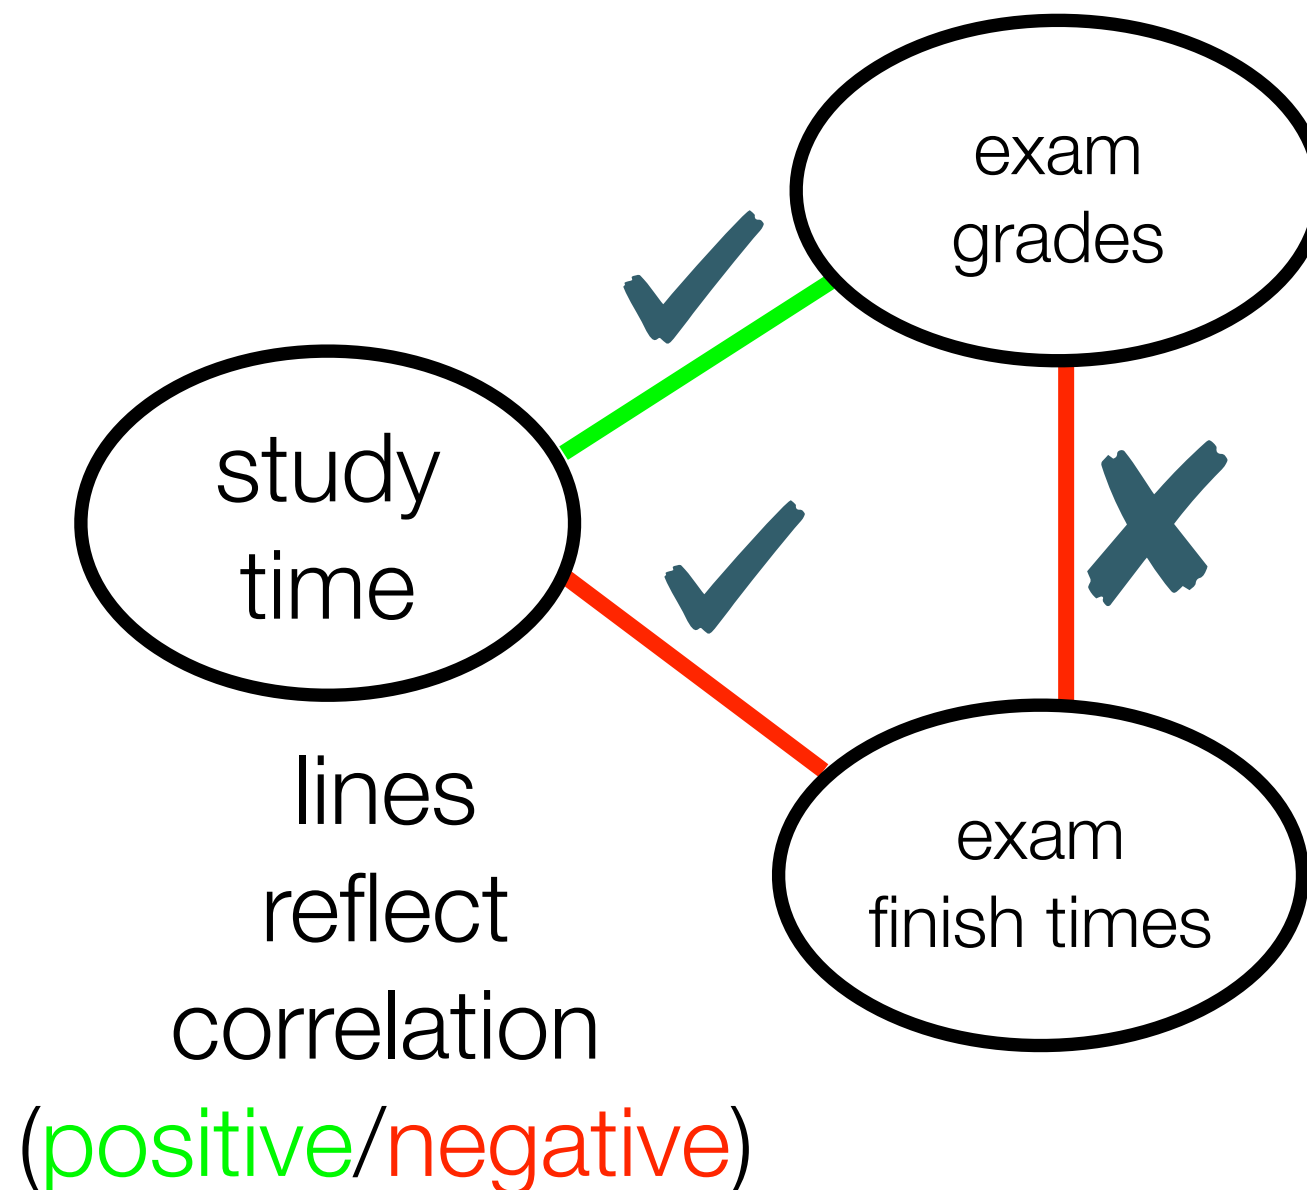 exam
grades
study
time
exam
finish times
lines
reflect
correlation
(positive/negative)